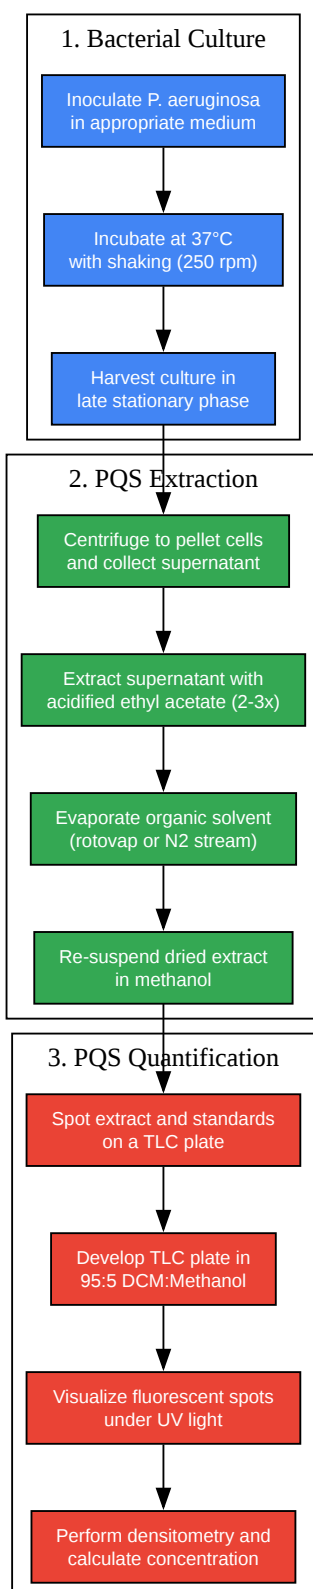 1. Bacterial Culture
Inoculate P. aeruginosa
in appropriate medium
Incubate at 37°C
with shaking (250 rpm)
Harvest culture in
late stationary phase
2. PQS Extraction
Centrifuge to pellet cells
and collect supernatant
Extract supernatant with
acidified ethyl acetate (2-3x)
Evaporate organic solvent
(rotovap or N2 stream)
Re-suspend dried extract
in methanol
3. PQS Quantification
Spot extract and standards
on a TLC plate
Develop TLC plate in
95:5 DCM:Methanol
Visualize fluorescent spots
under UV light
Perform densitometry and
calculate concentration